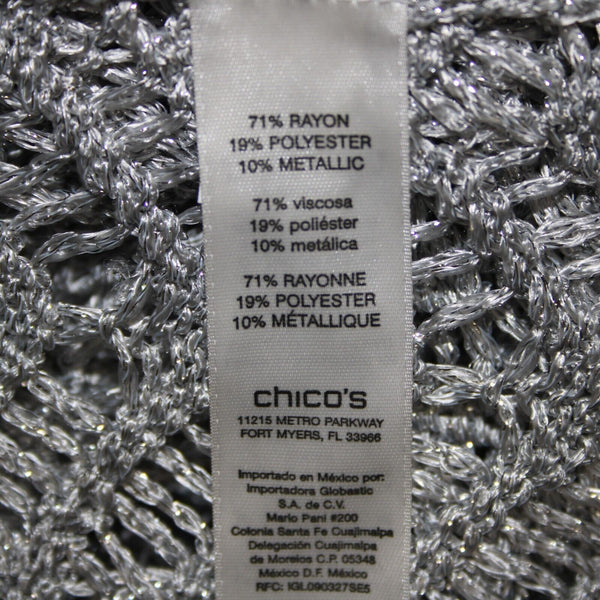 71% RAYON
19% POLYESTER
10% METALLIC
71% viscosa
19% poliéster
10% metálica
71% RAYONNE
19% POLYESTER
10% MÉTALLIQUE
chico's
11215 METRO PARKWAY
FORT MYERS, FL 33966
Importado en México por:
Importadora Globastic
S.A. de C.V.
Mario Pani #200
Colonia Santa Fe Cuajimalpa
Delegación Cuajimalpa
de Morelos C.P. 05348
México D.F. México
RFC: IGL090327SE5